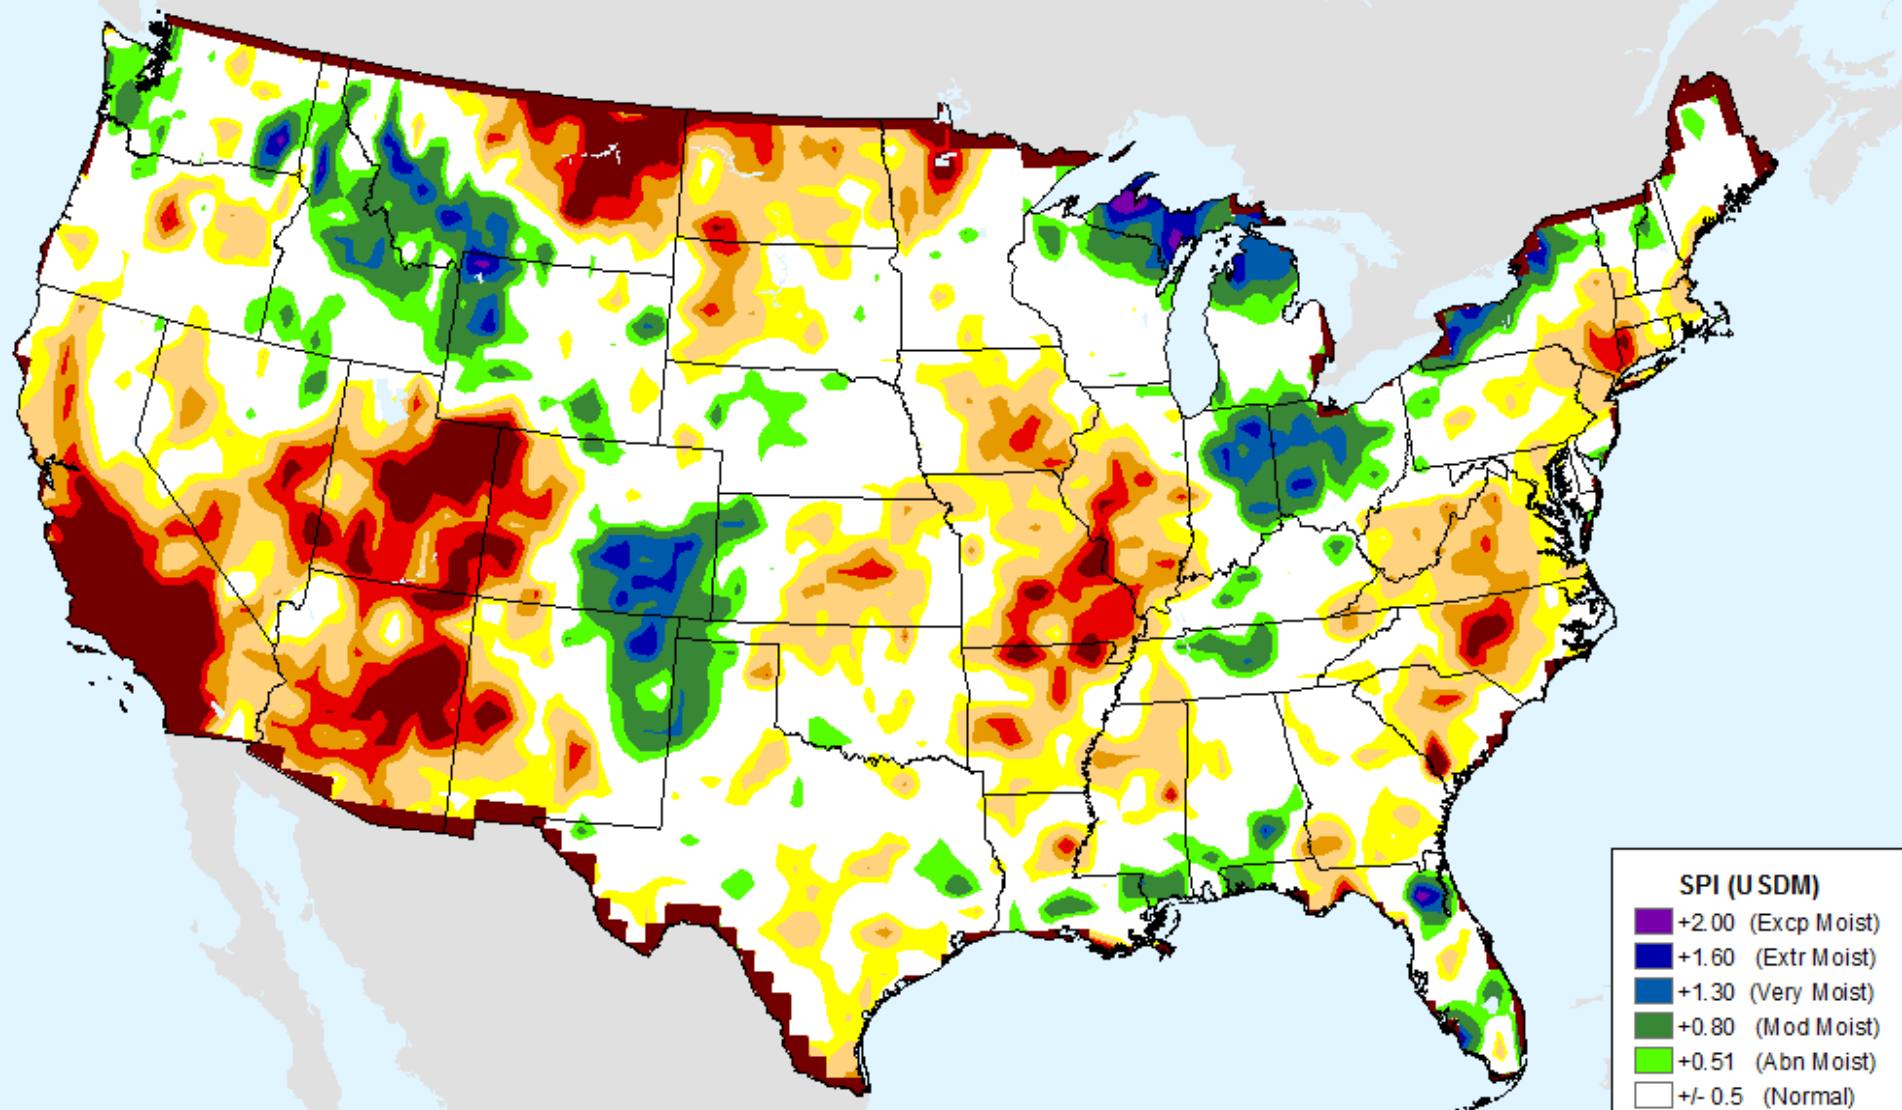 SPI (USDM)
+2.00 (Excp Moist)
+1.60 (Extr Moist)
+1.30 (Very Moist)
+0.80 (Mod Moist)
+0.51 (Abn Moist)
+/- 0.5 (Normal)